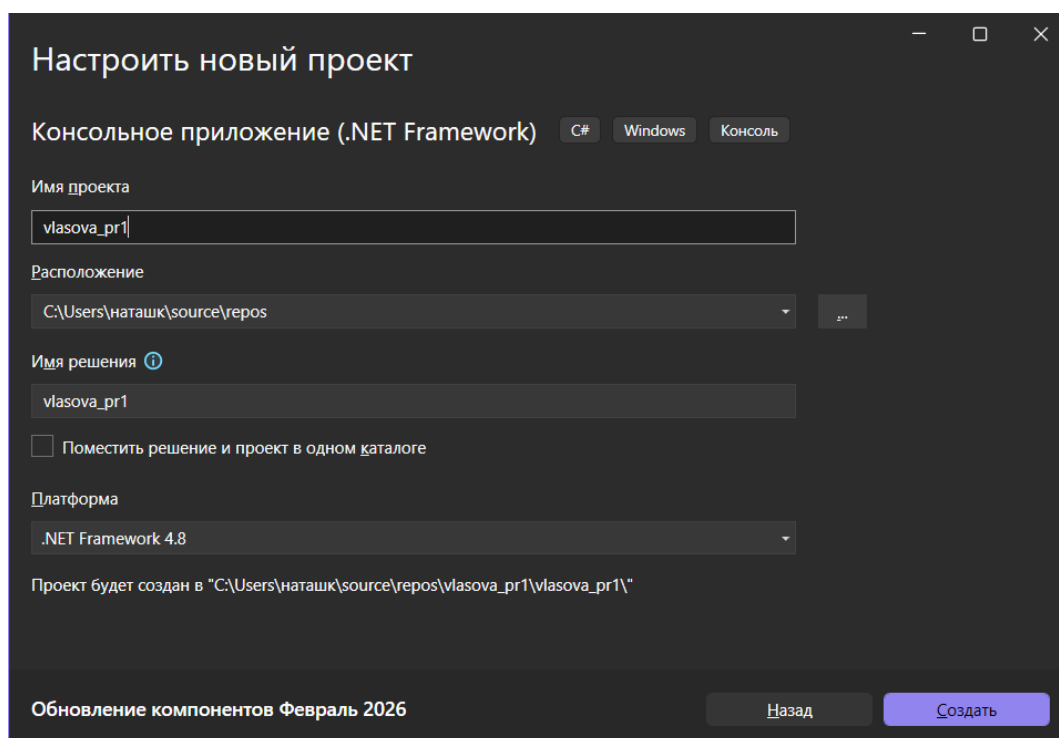 Настроить новый проект
Консольное приложение (.NET Framework) C# Windows Консоль
Имя проекта
vlasova_pr1
Расположение
C:\Users\наташк\source\repos
...
Имя решения
vlasova_pr1
Поместить решение и проект в одном каталоге
Платформа
.NET Framework 4.8
Проект будет создан в "C:\Users\наташк\source\repos\vlasova_pr1\vlasova_pr1\"
Обновление компонентов Февраль 2026 Назад Создать